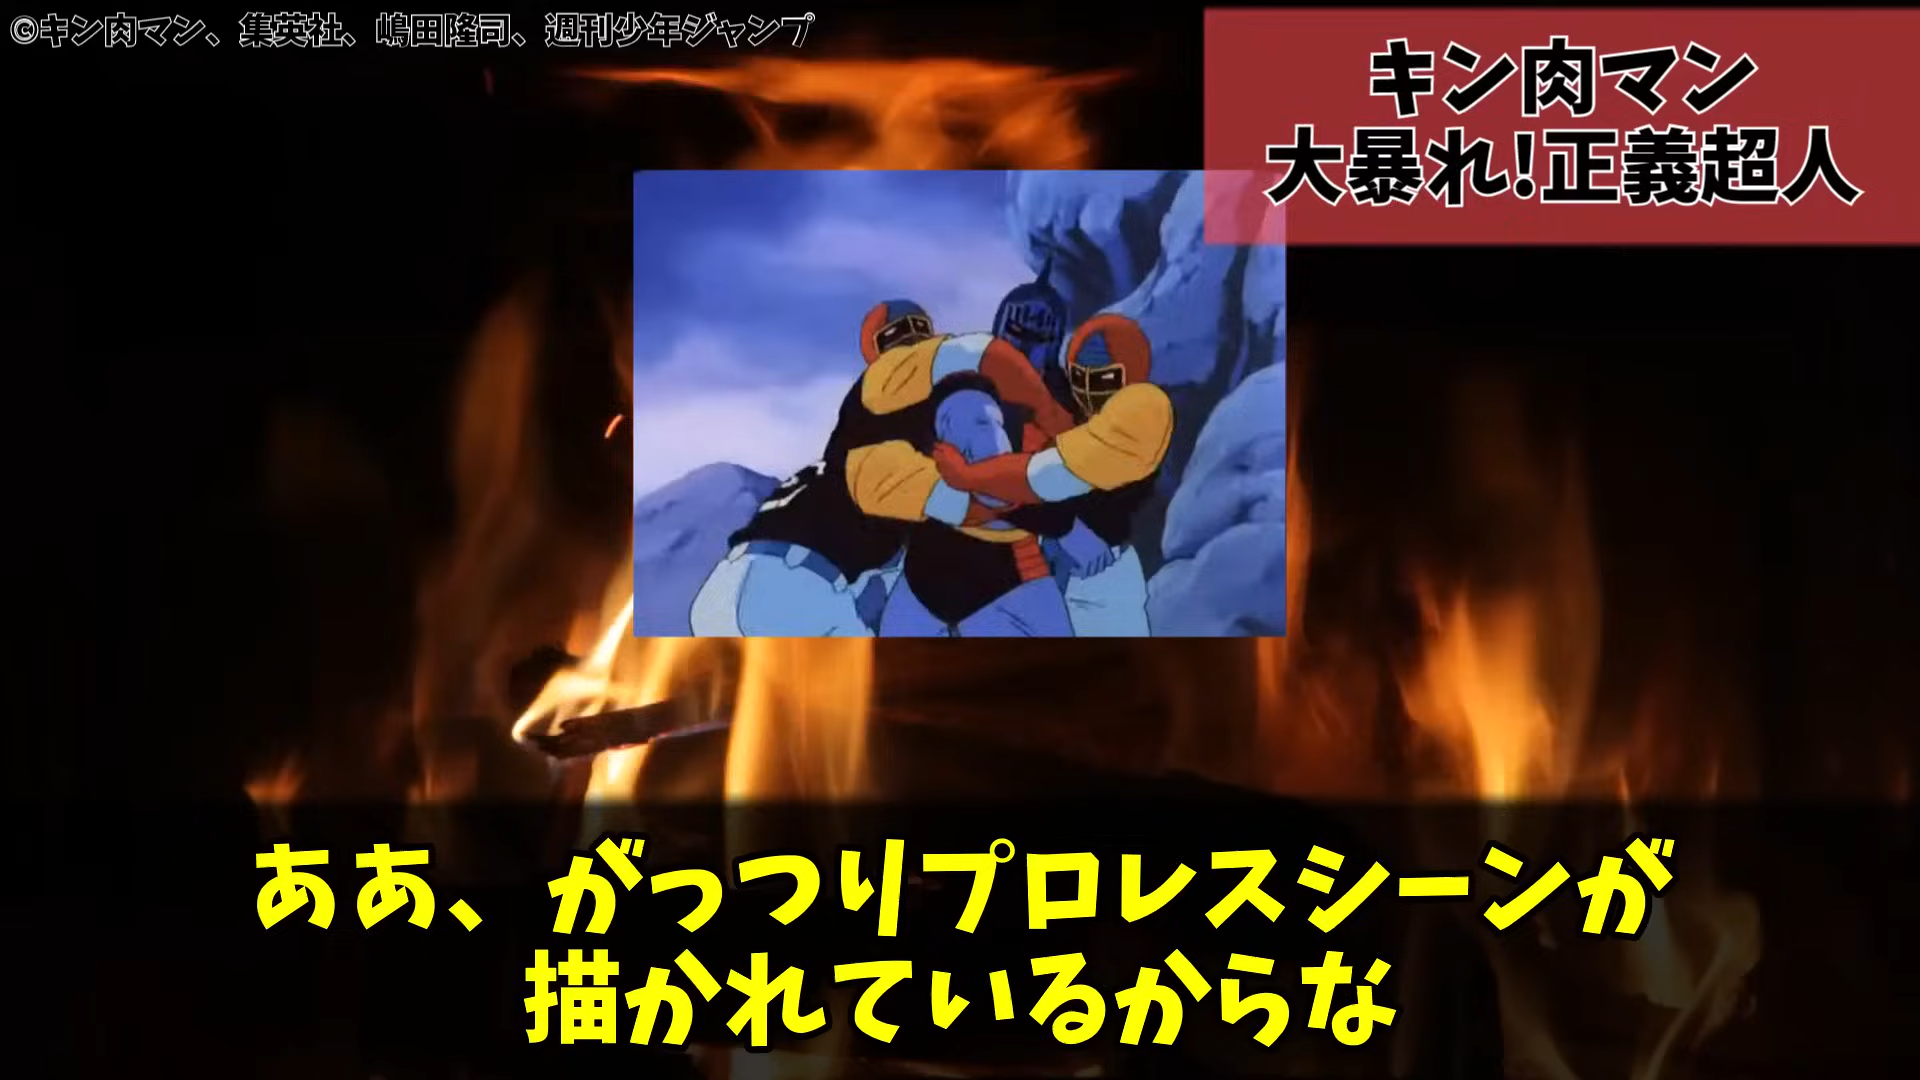 ©キン肉マン、集英社、嶋田隆司、週刊少年ジャンプ
キン肉マン
大暴れ!正義超人
ああ、がっつりプロレスシーンが
描かれているからな